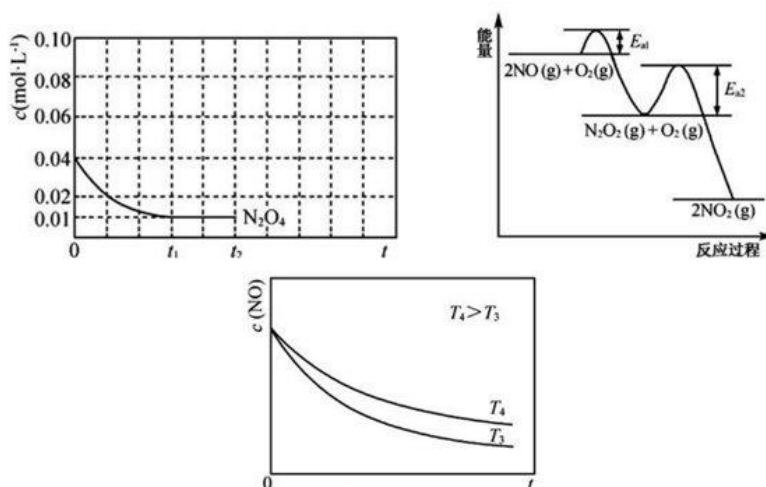 c(mol·L⁻¹)
0.10
0.08
0.06
0.04
0.02
0.01
0
N₂O₄
t₁
t₂
t
能量
Eₐ₁
2NO(g)+O₂(g)
Eₐ₂
N₂O₂(g)+O₂(g)
2NO₂(g)
反应过程
c(NO)
T₄>T₃
T₄
T₃
0
t